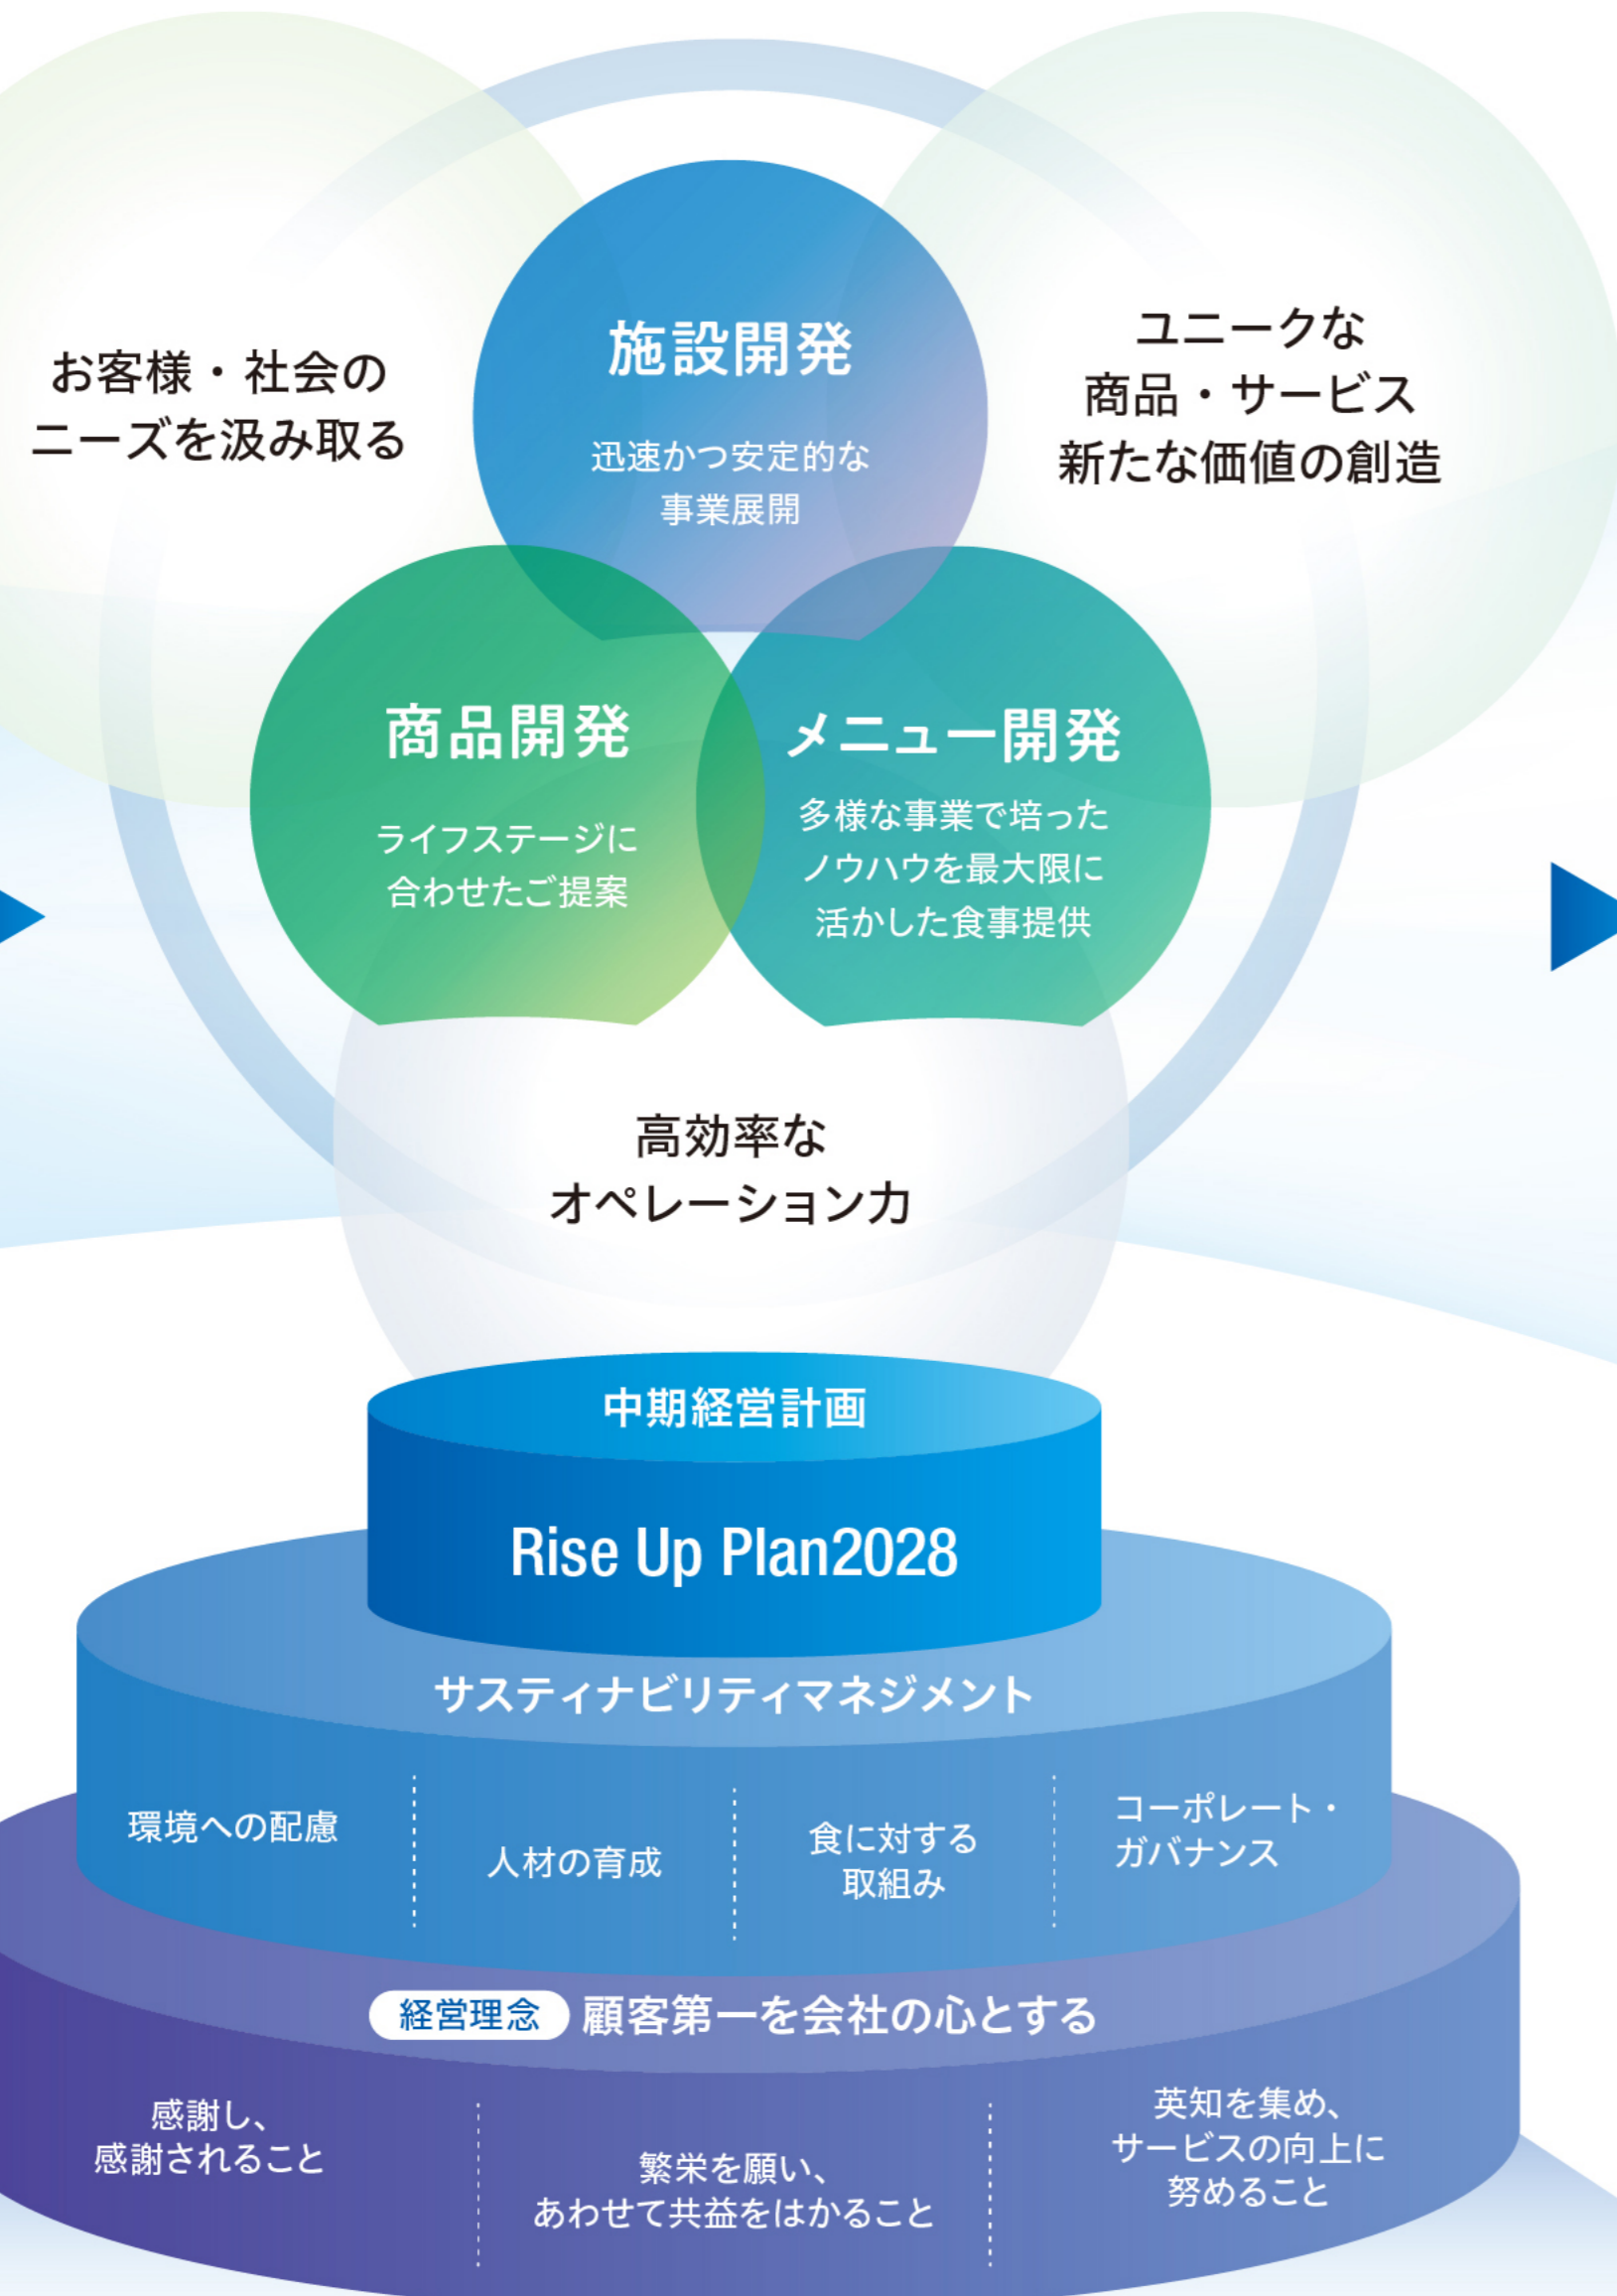 お客様・社会の
ニーズを汲み取る
施設開発
迅速かつ安定的な
事業展開
ユニークな
商品・サービス
新たな価値の創造
商品開発
ライフステージに
合わせたご提案
メニュー開発
多様な事業で培った
ノウハウを最大限に
活かした食事提供
高効率な
オペレーション力
中期経営計画
Rise Up Plan2028
サスティナビリティマネジメント
環境への配慮
人材の育成
食に対する
取組み
コーポレート・
ガバナンス
経営理念 顧客第一を会社の心とする
感謝し、
感謝されること
繁栄を願い、
あわせて共益をはかること
英知を集め、
サービスの向上に
努めること